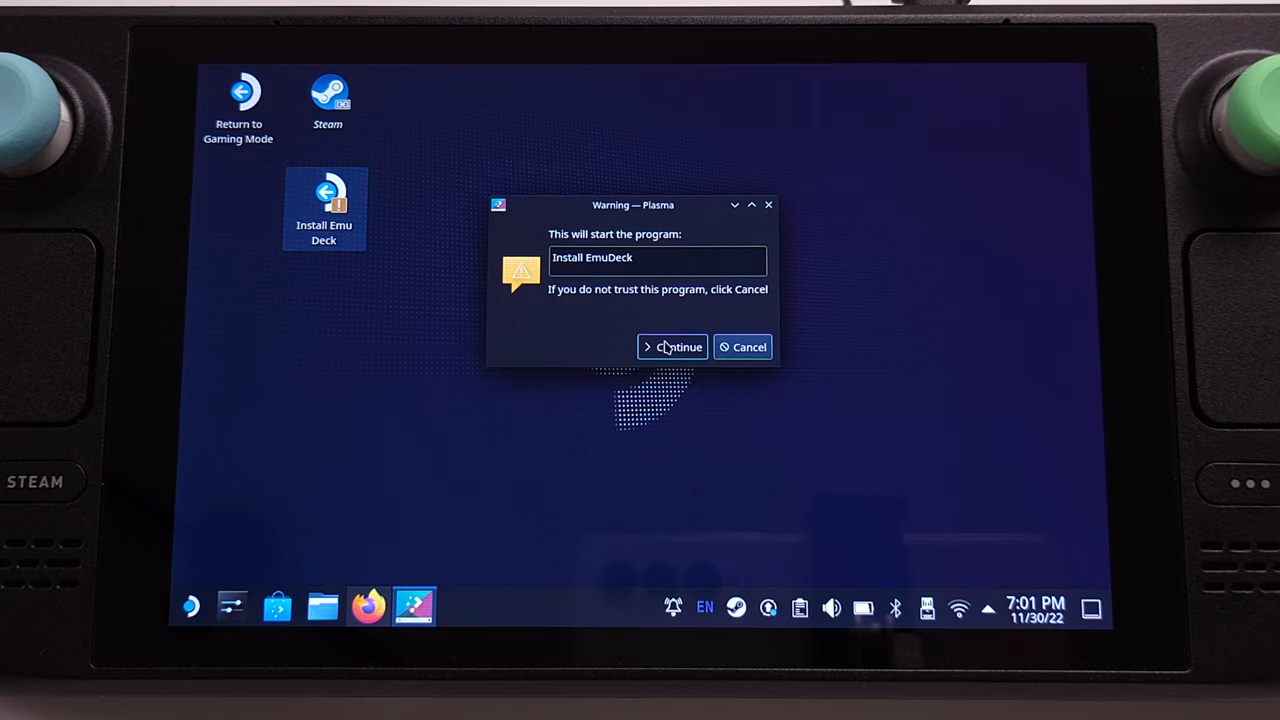 Return to
Gaming Mode
Steam
Install Emu
Deck
Warning — Plasma
This will start the program:
Install EmuDeck
If you do not trust this program, click Cancel
Continue
Cancel
STEAM
EN
7:01 PM
11/30/22